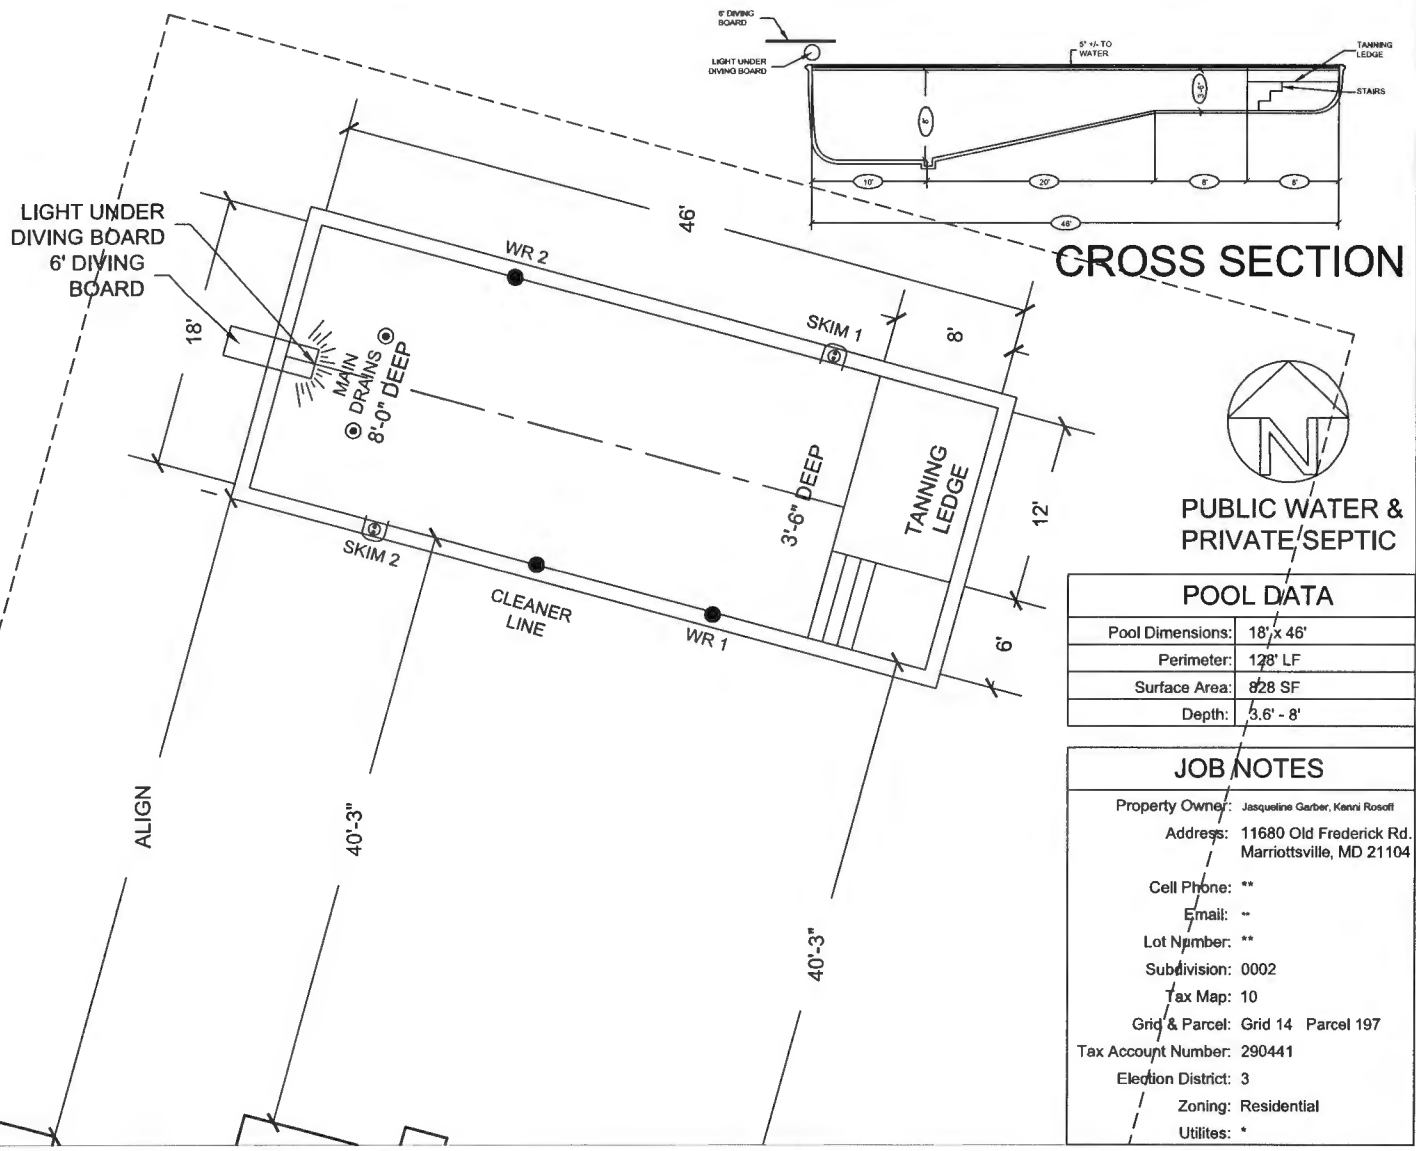 6' DIVING
BOARD
LIGHT UNDER
DIVING BOARD
5" +/- TO
WATER
TANNING
LEDGE
STAIRS
8'
3'-6"
10'
20'
8'
8'
46'
CROSS SECTION
LIGHT UNDER
DIVING BOARD
6' DIVING
BOARD
18'
46'
WR 2
SKIM 1
8'
MAIN
DRAINS
8'-0" DEEP
3'-6" DEEP
TANNING
LEDGE
12'
6'
SKIM 2
CLEANER
LINE
WR 1
ALIGN
40'-3"
40'-3"
N
PUBLIC WATER &
PRIVATE SEPTIC
POOL DATA
Pool Dimensions: 18' x 46'
Perimeter: 128' LF
Surface Area: 828 SF
Depth: 3.6' - 8'
JOB NOTES
Property Owner: Jasqueline Garber, Kenni Rosoff
Address: 11680 Old Frederick Rd.
Marriottsville, MD 21104
Cell Phone: **
Email: **
Lot Number: **
Subdivision: 0002
Tax Map: 10
Grid & Parcel: Grid 14 Parcel 197
Tax Account Number: 290441
Election District: 3
Zoning: Residential
Utilites: *